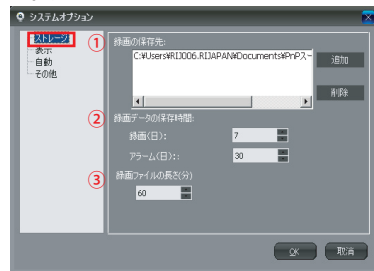 システムオプション
ストレージ
表示
自動
その他
① 録画の保存先:
C:¥Users¥RIJ006.RIJAPAN¥Documents¥PnPスー
追加
削除
② 録画データの保存時間:
録画(日): 7
アラーム(日):: 30
③ 録画ファイルの長さ(分)
60
OK 取消